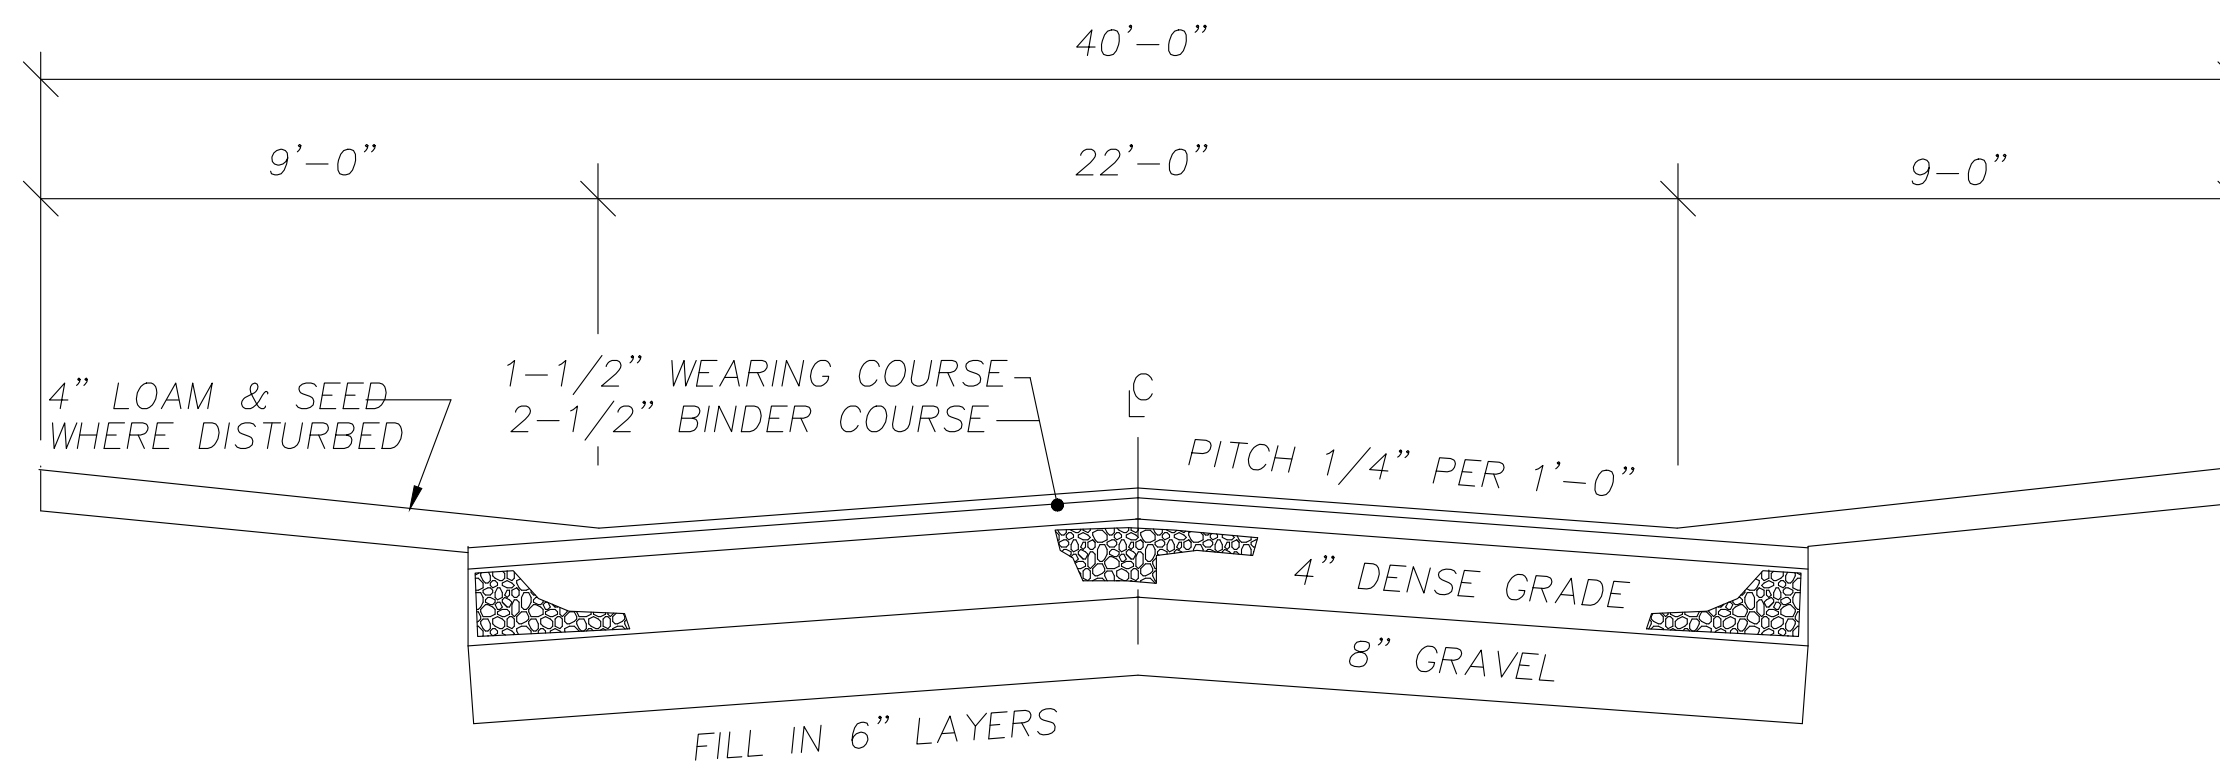 40'-0"
9'-0"
22'-0"
9-0"
4" LOAM & SEED
WHERE DISTURBED
1-1/2" WEARING COURSE
2-1/2" BINDER COURSE
CL
PITCH 1/4" PER 1'-0"
4" DENSE GRADE
8" GRAVEL
FILL IN 6" LAYERS